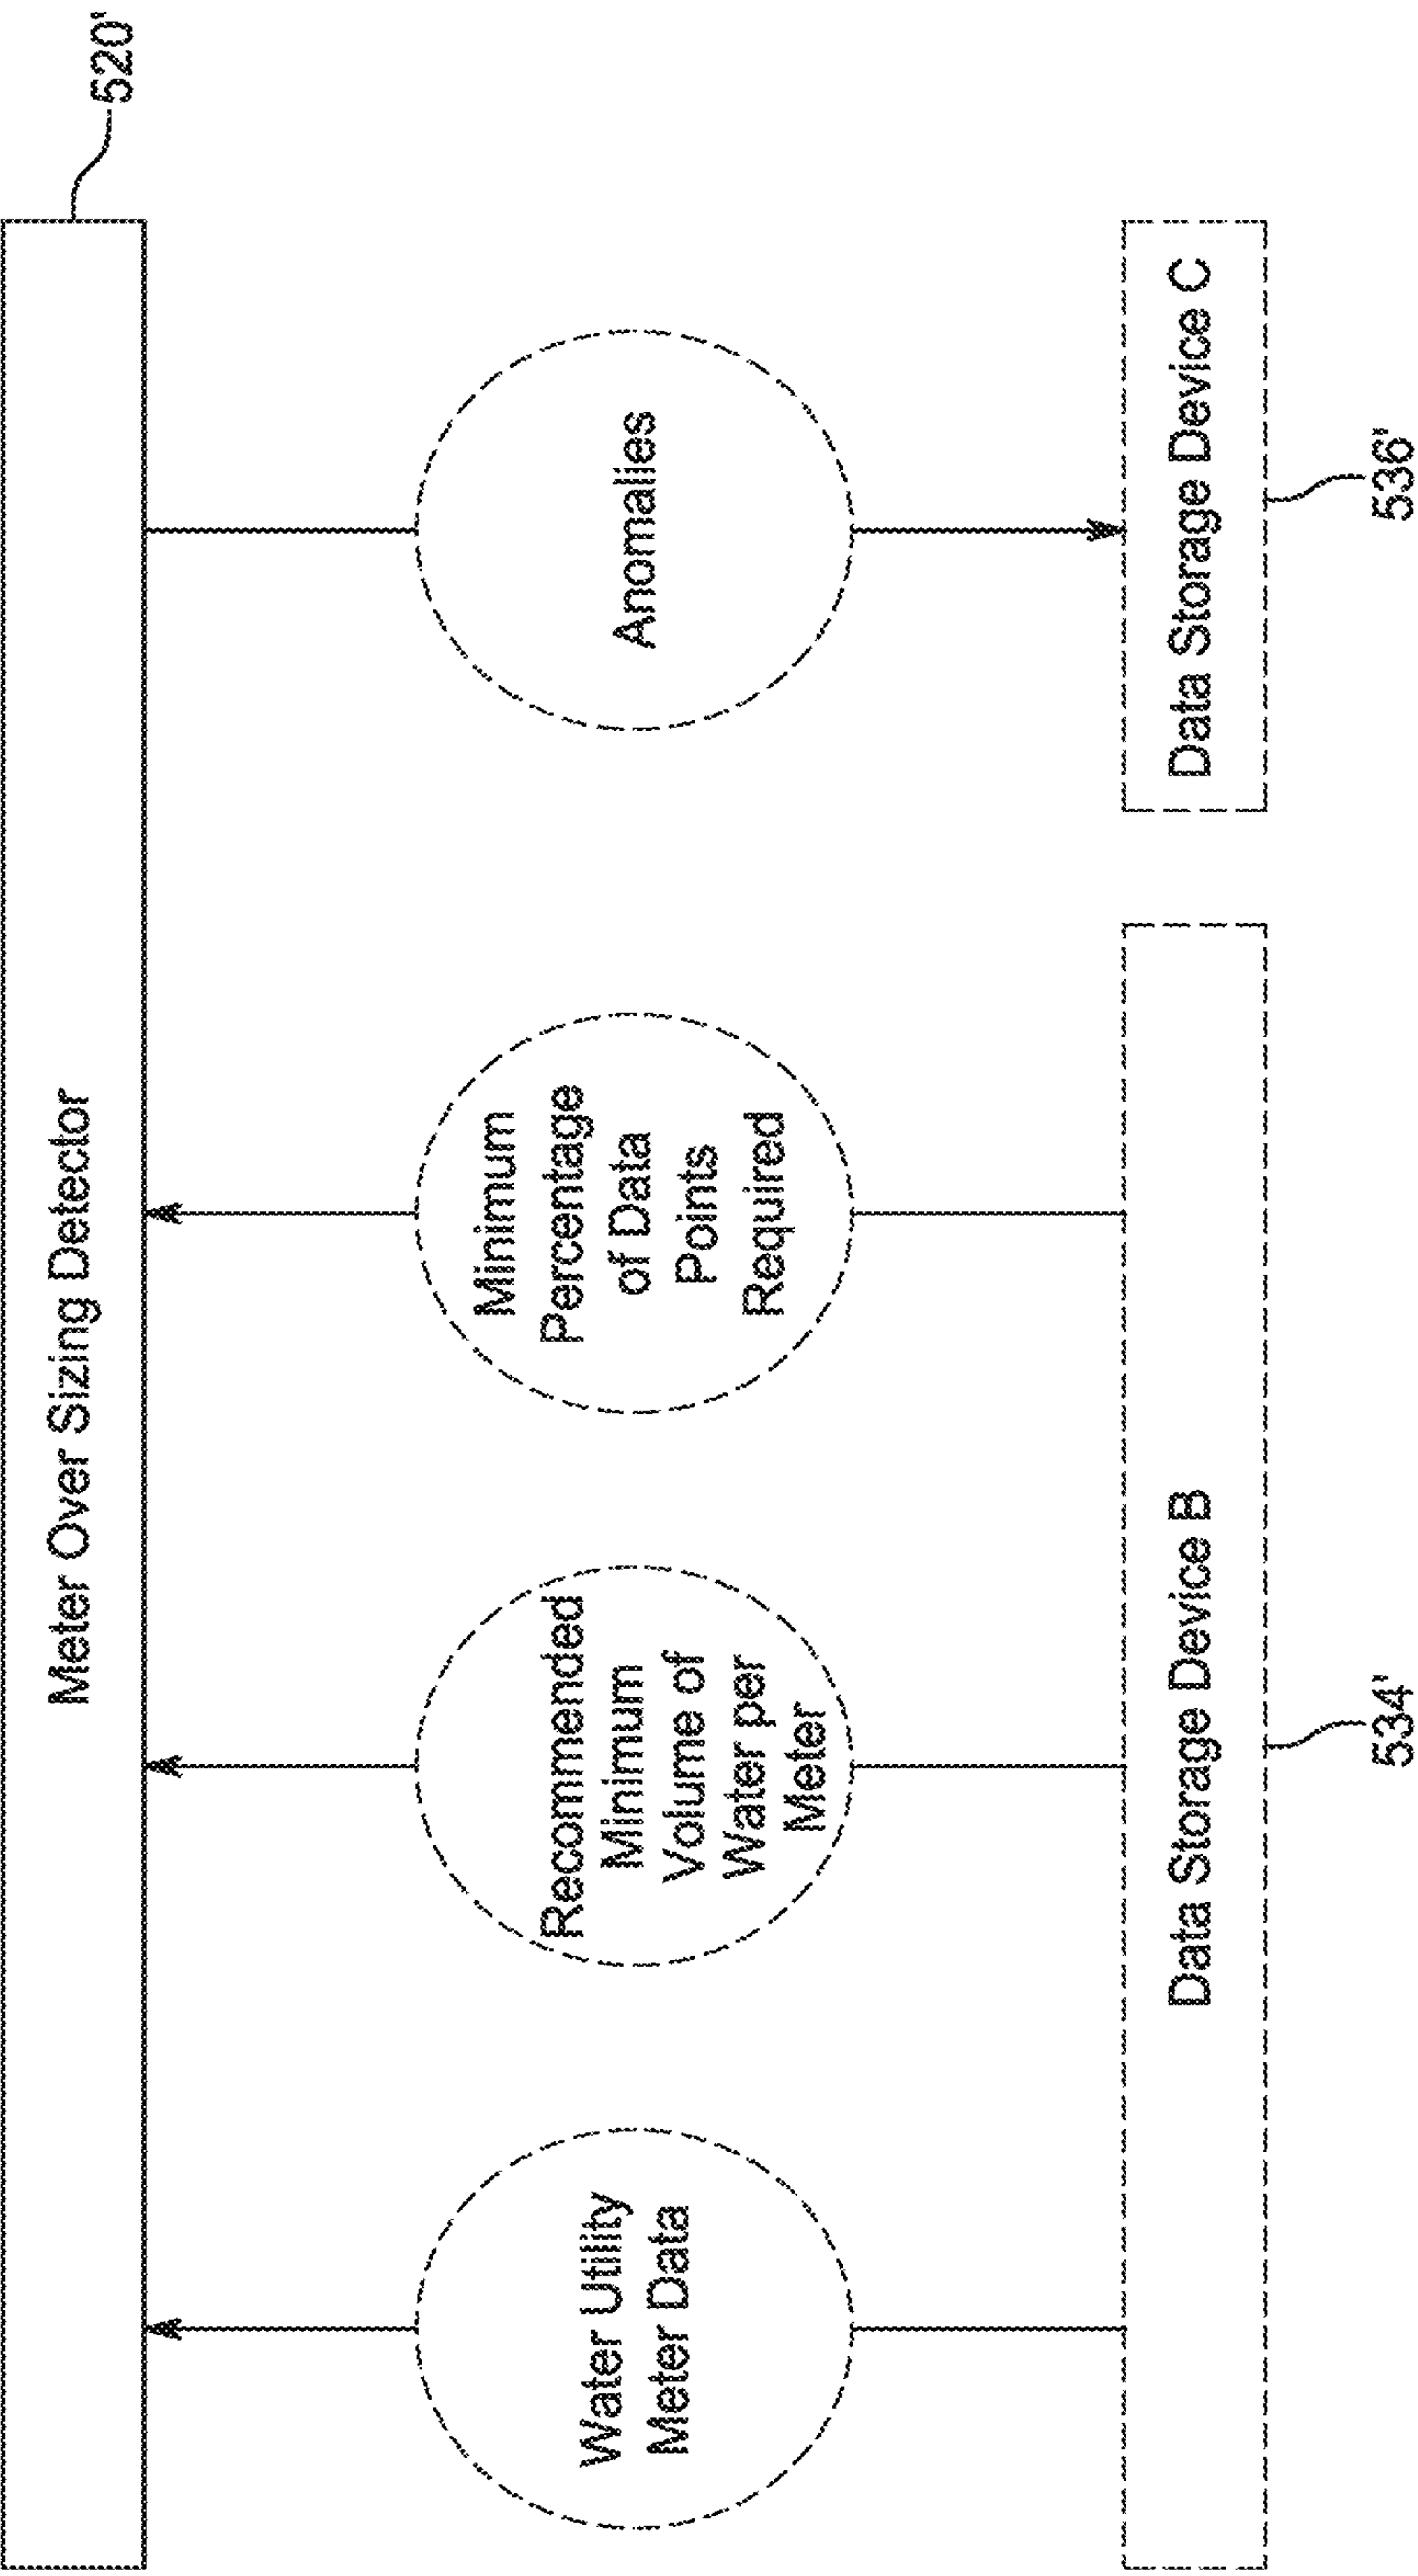 Meter Over Sizing Detector
520'
Water Utility
Meter Data
Recommended
Minimum
Volume of
Water per
Meter
Minimum
Percentage
of Data
Points
Required
Anomalies
Data Storage Device B
534'
Data Storage Device C
536'